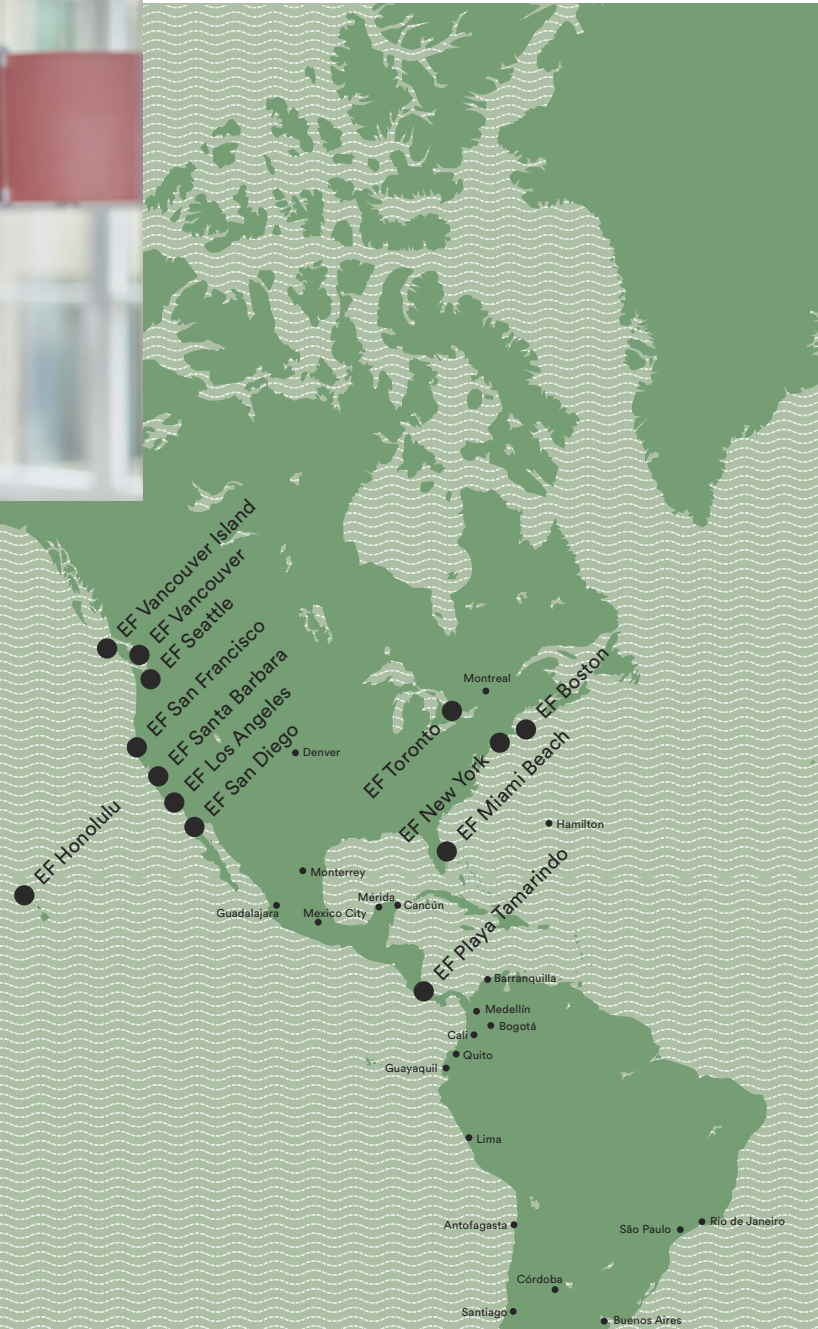 EF Vancouver Island
EF Vancouver
EF Seattle
EF San Francisco
EF Santa Barbara
EF Los Angeles
EF San Diego
EF Honolulu
Denver
Montreal
EF Toronto
EF Boston
EF New York
EF Miami Beach
Hamilton
Monterrey
Guadalajara
Mexico City
Mérida
Cancún
EF Playa Tamarindo
Barranquilla
Medellín
Bogotá
Cali
Quito
Guayaquil
Lima
Antofagasta
São Paulo
Rio de Janeiro
Córdoba
Santiago
Buenos Aires